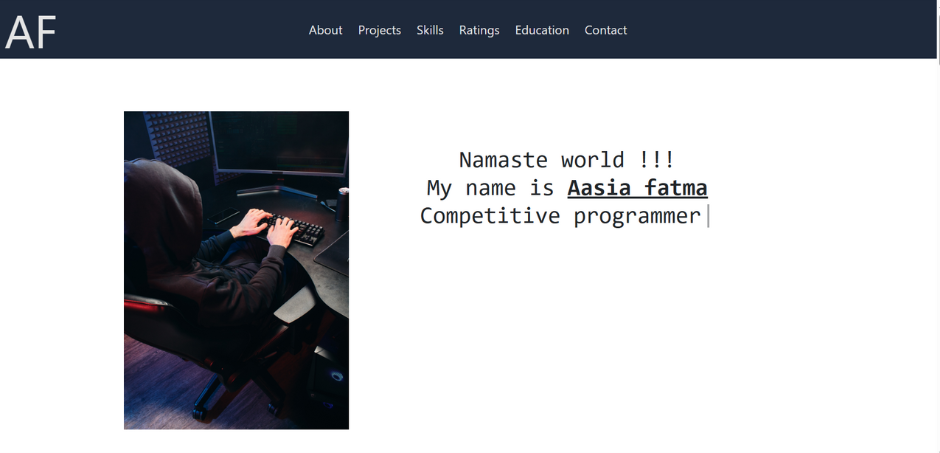 AF
About Projects Skills Ratings Education Contact
Namaste world !!!
My name is Aasia fatma
Competitive programmer